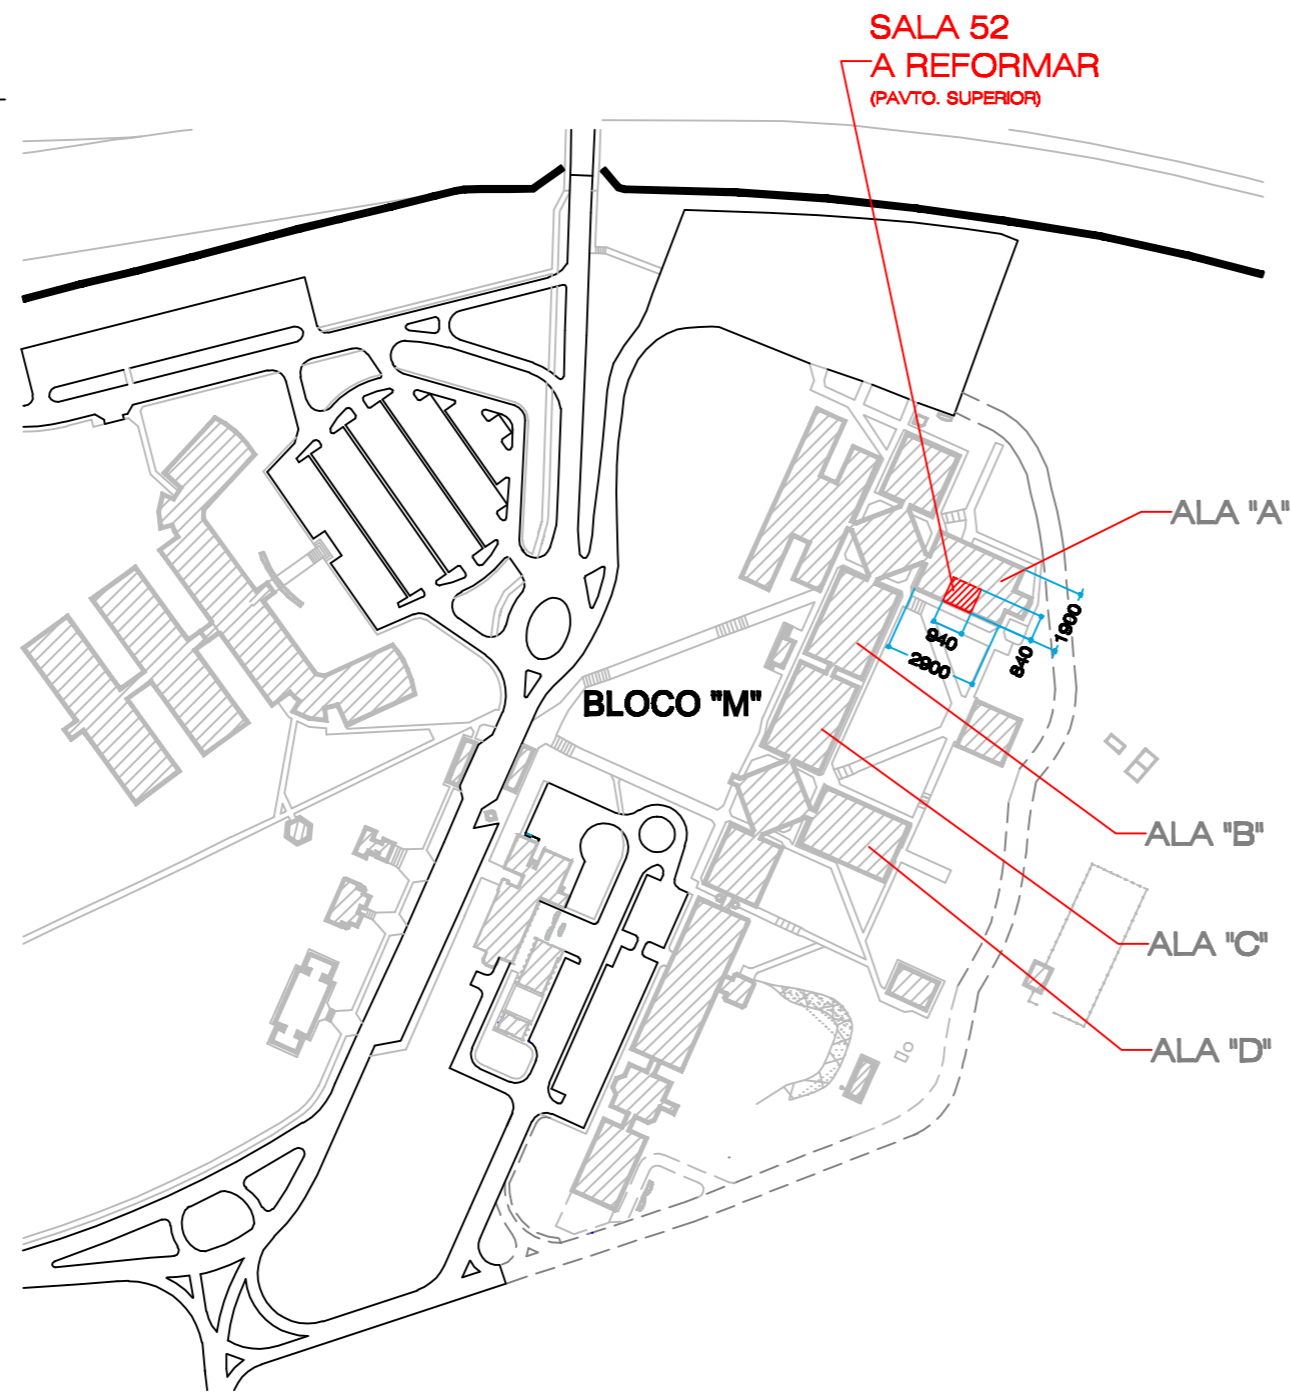 SALA 52
A REFORMAR
(PAVTO. SUPERIOR)
ALA "A"
1900
940
840
2900
BLOCO "M"
ALA "B"
ALA "C"
ALA "D"